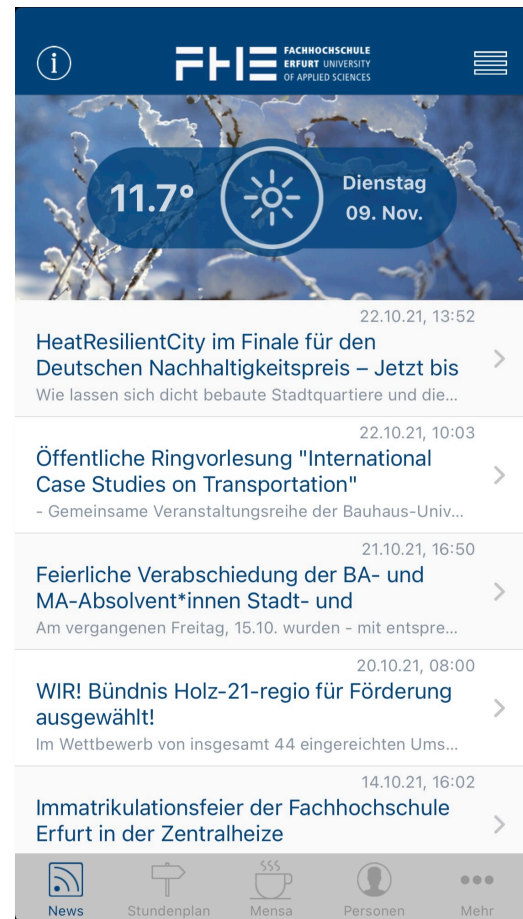 FHE
FACHHOCHSCHULE
ERFURT UNIVERSITY
OF APPLIED SCIENCES
11.7°
Dienstag
09. Nov.
22.10.21, 13:52
HeatResilientCity im Finale für den
Deutschen Nachhaltigkeitspreis – Jetzt bis
Wie lassen sich dicht bebaute Stadtquartiere und die...
22.10.21, 10:03
Öffentliche Ringvorlesung "International
Case Studies on Transportation"
- Gemeinsame Veranstaltungsreihe der Bauhaus-Univ...
21.10.21, 16:50
Feierliche Verabschiedung der BA- und
MA-Absolvent*innen Stadt- und
Am vergangenen Freitag, 15.10. wurden - mit entspre...
20.10.21, 08:00
WIR! Bündnis Holz-21-regio für Förderung
ausgewählt!
Im Wettbewerb von insgesamt 44 eingereichten Ums...
14.10.21, 16:02
Immatrikulationsfeier der Fachhochschule
Erfurt in der Zentralheize
News Stundenplan Mensa Personen Mehr